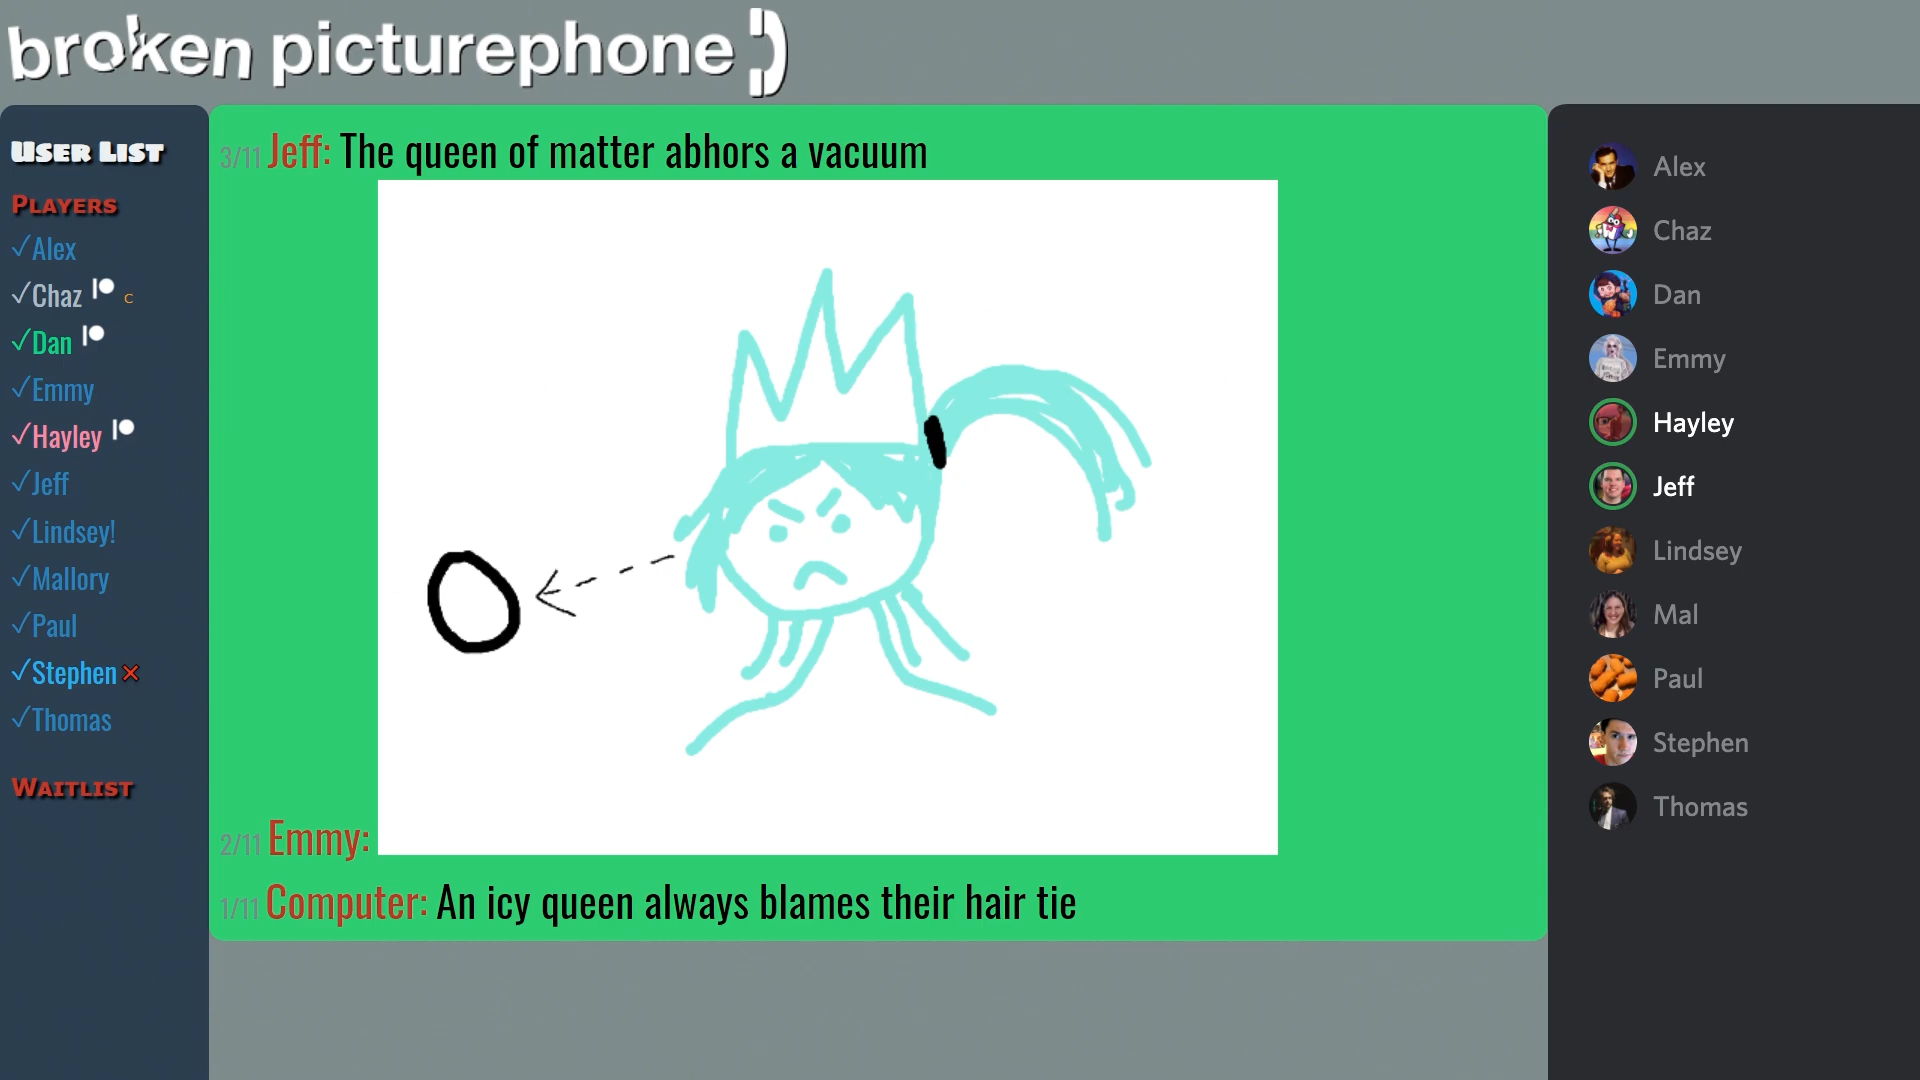 broken picturephone
User List
Players
✓Alex
✓Chaz C
✓Dan
✓Emmy
✓Hayley
✓Jeff
✓Lindsey!
✓Mallory
✓Paul
✓Stephen ✕
✓Thomas
Waitlist
3/11 Jeff: The queen of matter abhors a vacuum
2/11 Emmy:
1/11 Computer: An icy queen always blames their hair tie
Alex
Chaz
Dan
Emmy
Hayley
Jeff
Lindsey
Mal
Paul
Stephen
Thomas